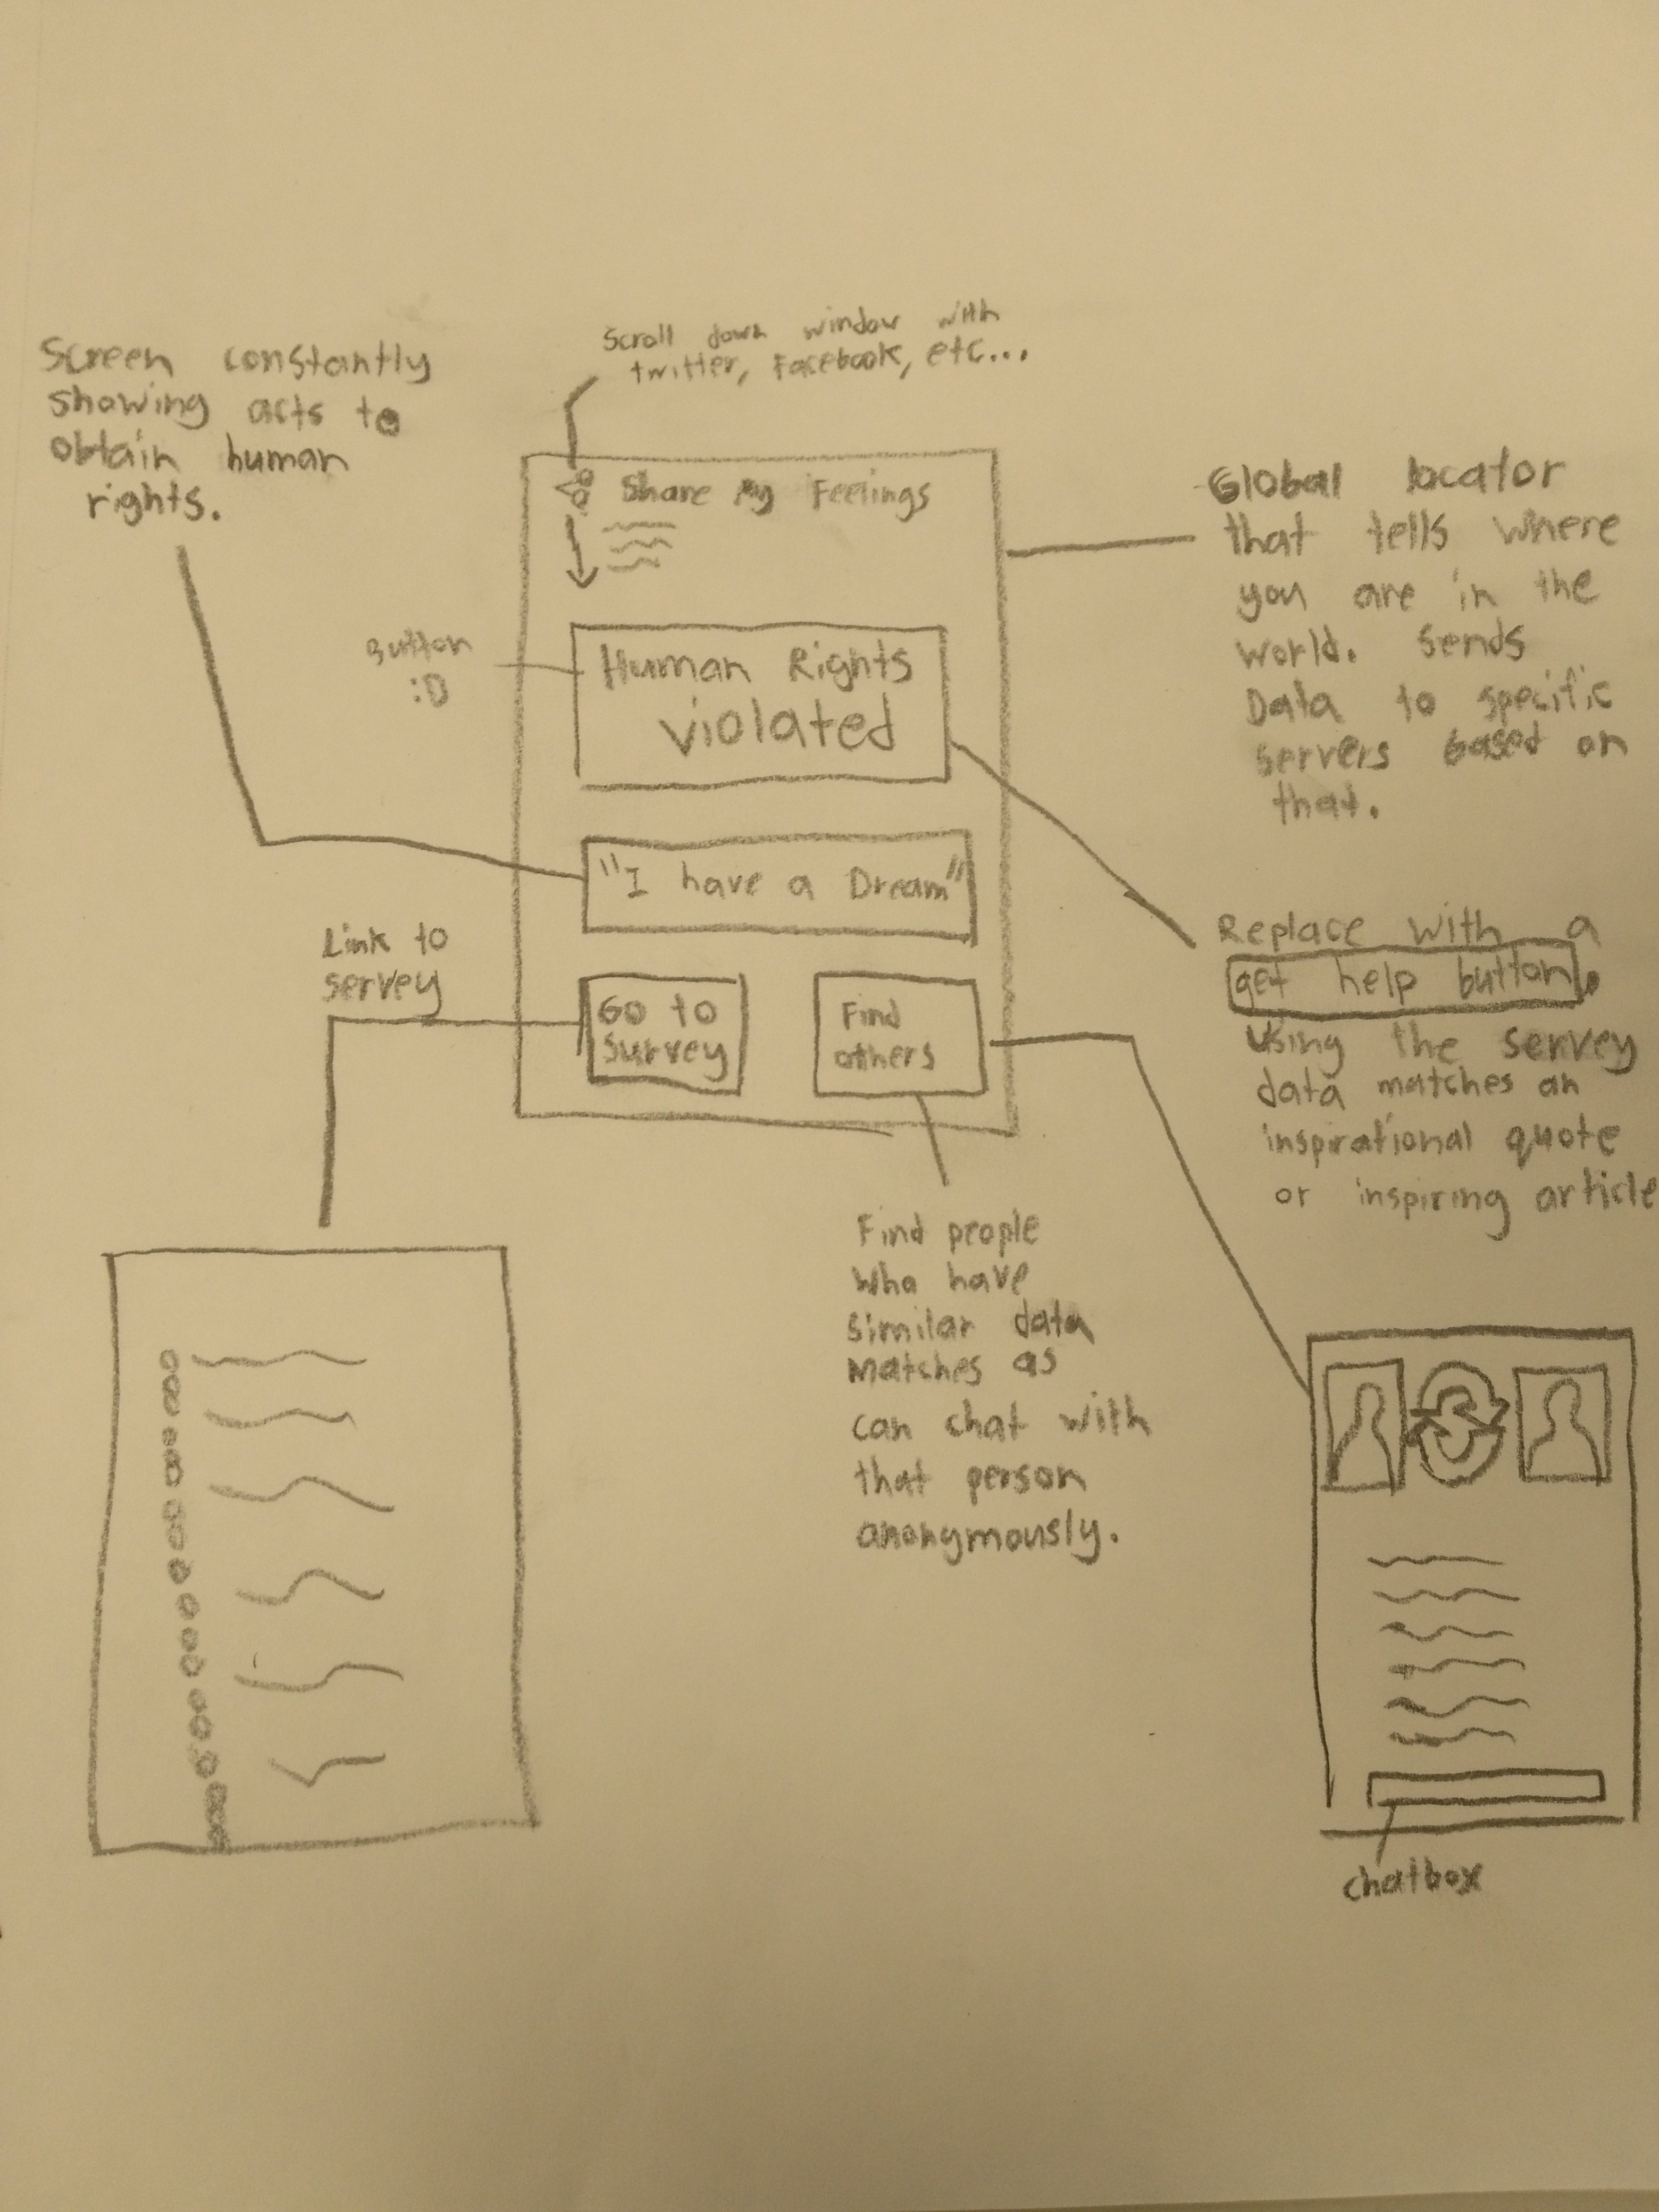 Scroll down window with
twitter, Facebook, etc...
Screen constantly
showing acts to
obtain human
rights.
Share My Feelings
Button
:D
Human Rights
violated
"I have a Dream"
Link to
servey
Go to
Survey
Find
others
Global locator
that tells where
you are in the
world. Sends
Data to specific
servers based on
that.
Replace with a
get help button.
Using the servey
data matches an
inspirational quote
or inspiring article
Find people
who have
similar data
matches as
can chat with
that person
anonymously.
chatbox